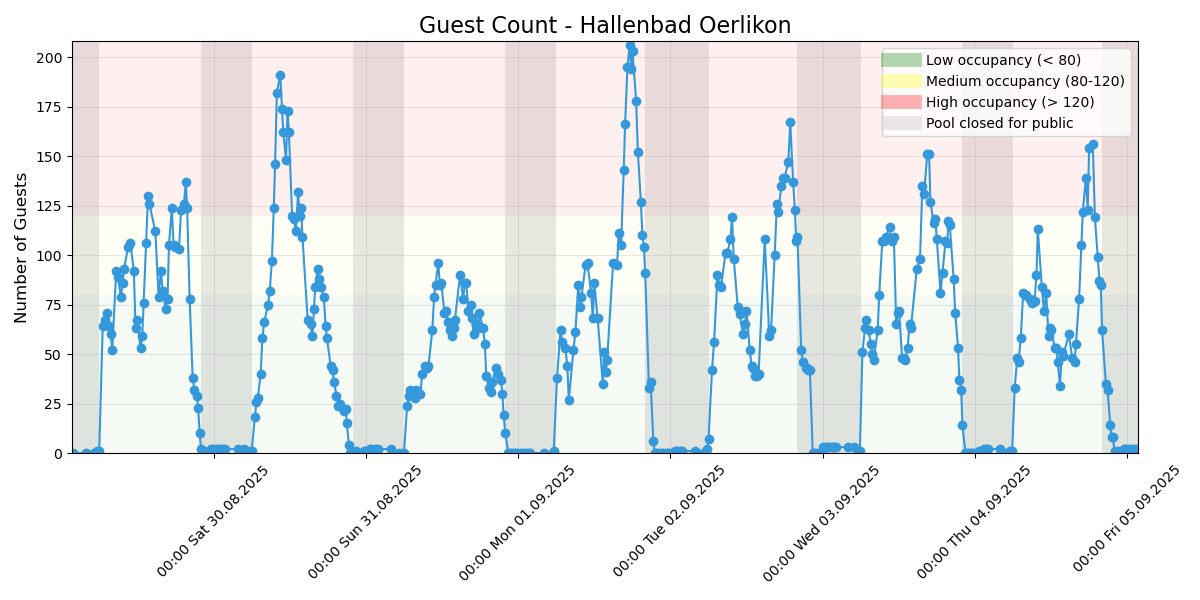 Guest Count - Hallenbad Oerlikon
Number of Guests
200
175
150
125
100
75
50
25
0
Low occupancy (< 80)
Medium occupancy (80-120)
High occupancy (> 120)
Pool closed for public
00:00 Sat 30.08.2025
00:00 Sun 31.08.2025
00:00 Mon 01.09.2025
00:00 Tue 02.09.2025
00:00 Wed 03.09.2025
00:00 Thu 04.09.2025
00:00 Fri 05.09.2025